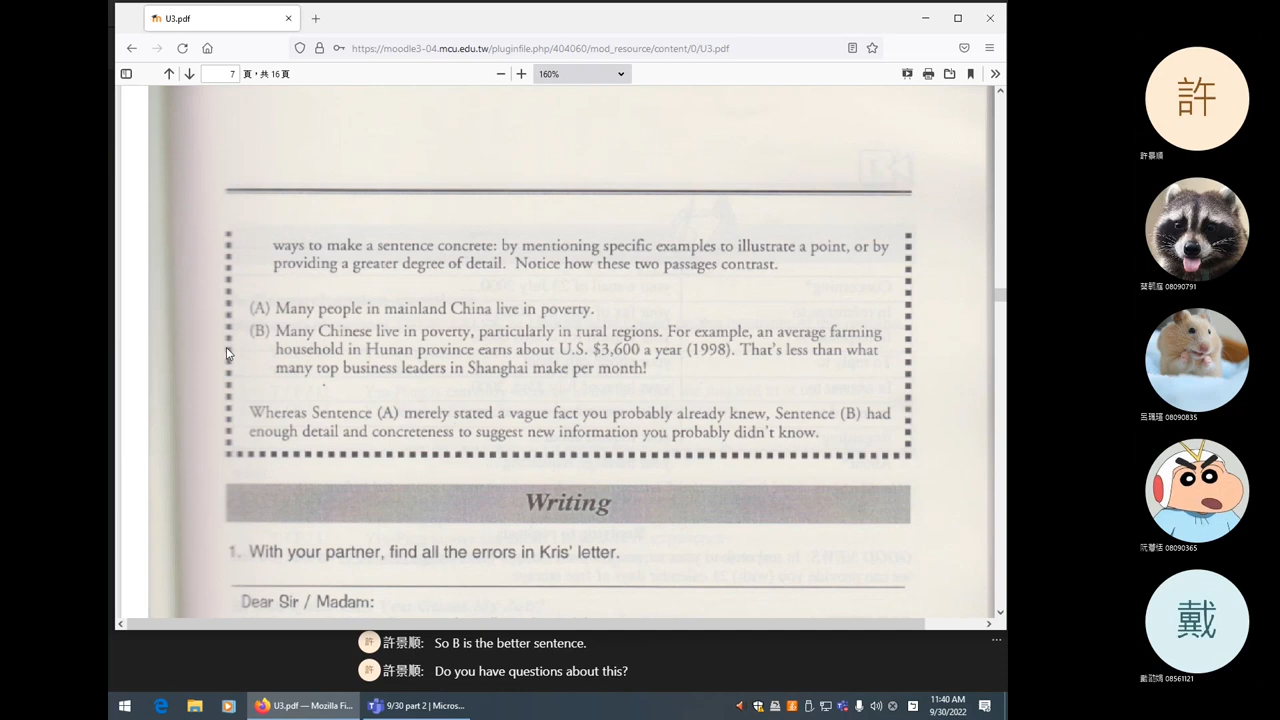 U3.pdf
https://moodle3-04.mcu.edu.tw/pluginfile.php/404060/mod_resource/content/0/U3.pdf
7 頁，共 16 頁
160%
ways to make a sentence concrete: by mentioning specific examples to illustrate a point, or by
providing a greater degree of detail. Notice how these two passages contrast.
(A) Many people in mainland China live in poverty.
(B) Many Chinese live in poverty, particularly in rural regions. For example, an average farming
household in Hunan province earns about U.S. $3,600 a year (1998). That's less than what
many top business leaders in Shanghai make per month!
Whereas Sentence (A) merely stated a vague fact you probably already knew, Sentence (B) had
enough detail and concreteness to suggest new information you probably didn't know.
Writing
1. With your partner, find all the errors in Kris' letter.
Dear Sir / Madam:
許 許景順: So B is the better sentence.
許 許景順: Do you have questions about this?
U3.pdf — Mozilla Fi...
9/30 part 2 | Micros...
11:40 AM
9/30/2022
許
許景順
08090791
08090835
08090365
戴
08561121